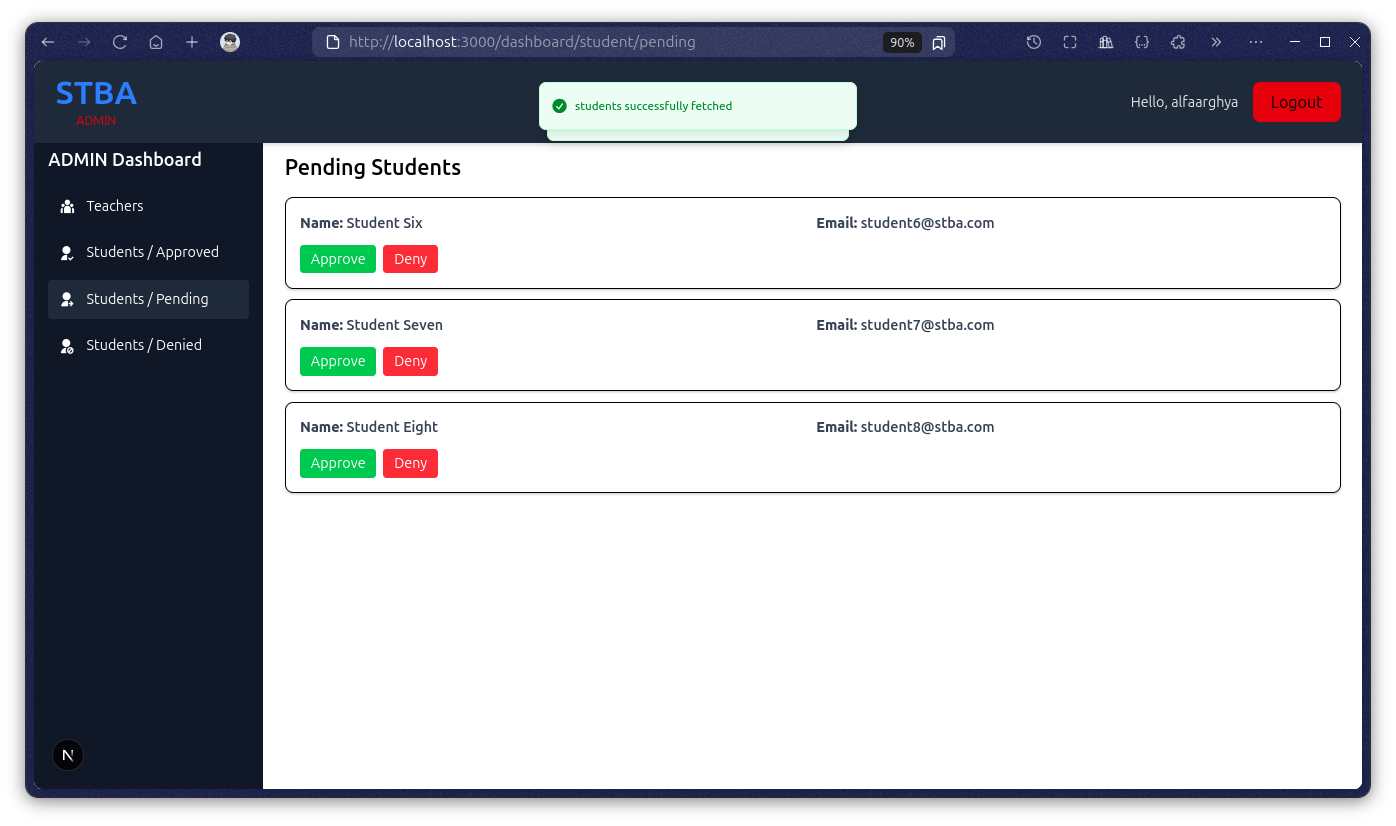 http://localhost:3000/dashboard/student/pending
90%
STBA
ADMIN
students successfully fetched
Hello, alfaarghya
Logout
ADMIN Dashboard
Teachers
Students / Approved
Students / Pending
Students / Denied
N
Pending Students
Name: Student Six Email: student6@stba.com
Approve Deny
Name: Student Seven Email: student7@stba.com
Approve Deny
Name: Student Eight Email: student8@stba.com
Approve Deny